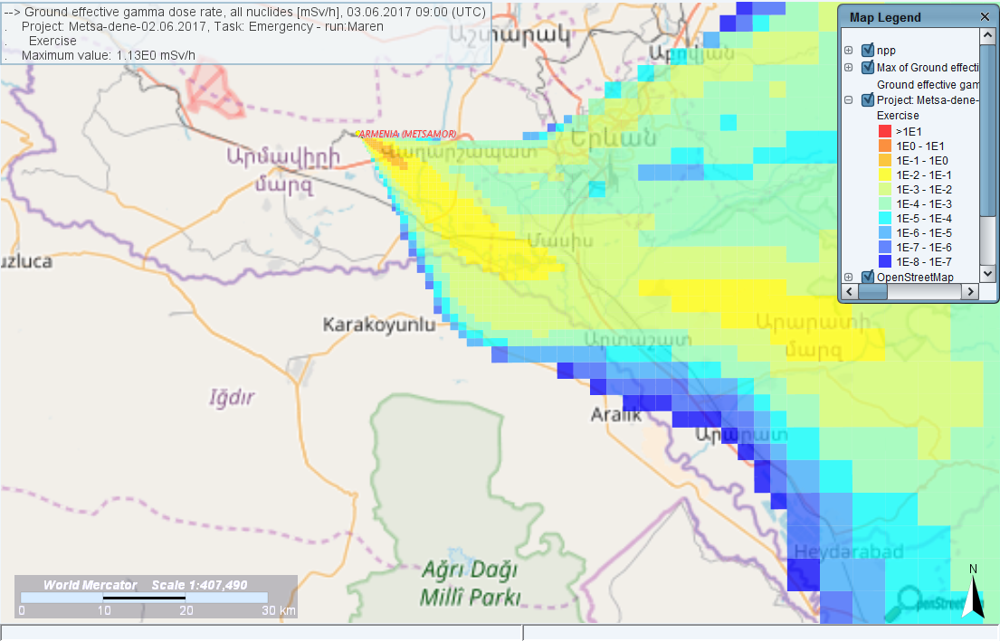 --> Ground effective gamma dose rate, all nuclides [mSv/h], 03.06.2017 09:00 (UTC)
. Project: Metsa-dene-02.06.2017, Task: Emergency - run:Maren
. Exercise
. Maximum value: 1.13E0 mSv/h
Աշտարակ
Աբովյան
ARMENIA (METSAMOR)
Երևան
Վաղարշապատ
Արմավիրի
մարզ
Մասիս
uzluca
Karakoyunlu
Արարատի
մարզ
Արտաշատ
Iğdır
Aralık
Արարատ
Heydərabad
Ağrı Dağı
Millî Parkı
OpenStreet
N
World Mercator Scale 1:407,490
0 10 20 30 km
Map Legend
npp
Max of Ground effecti
Ground effective gam
Project: Metsa-dene-
Exercise
>1E1
1E0 - 1E1
1E-1 - 1E0
1E-2 - 1E-1
1E-3 - 1E-2
1E-4 - 1E-3
1E-5 - 1E-4
1E-6 - 1E-5
1E-7 - 1E-6
1E-8 - 1E-7
OpenStreetMap